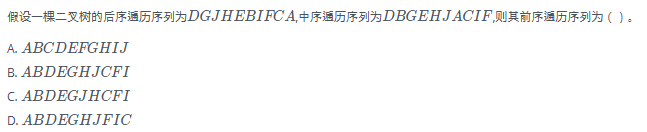 假设一棵二叉树的后序遍历序列为DGJHEBIFCA,中序遍历序列为DBGEHJACIF,则其前序遍历序列为（ ）。
A. ABCDEFGHIJ
B. ABDEGHJCFI
C. ABDEGJHCFI
D. ABDEGHJFIC